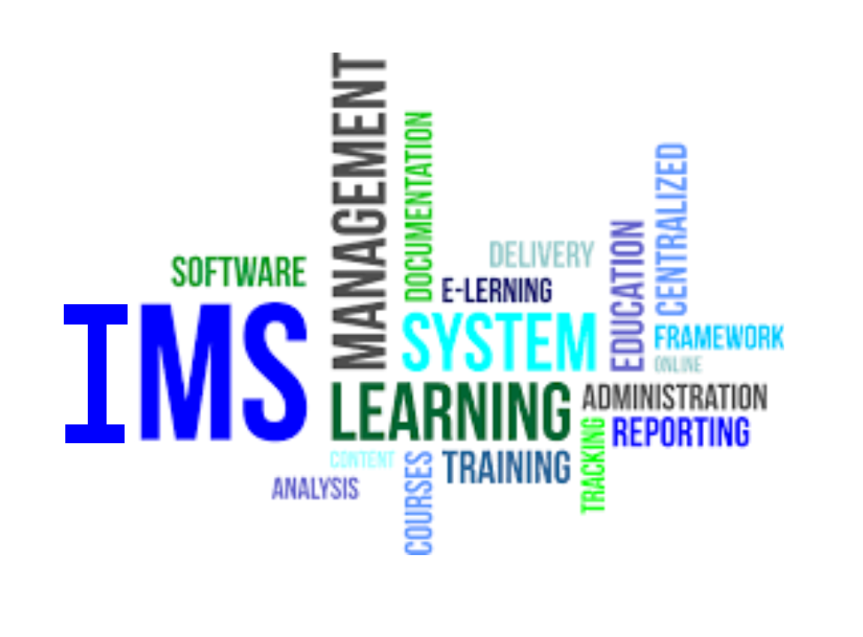 MANAGEMENT
DOCUMENTATION
CENTRALIZED
EDUCATION
DELIVERY
SOFTWARE
E-LERNING
IMS
SYSTEM
FRAMEWORK
ONLINE
LEARNING
ADMINISTRATION
REPORTING
TRACKING
CONTENT
TRAINING
COURSES
ANALYSIS